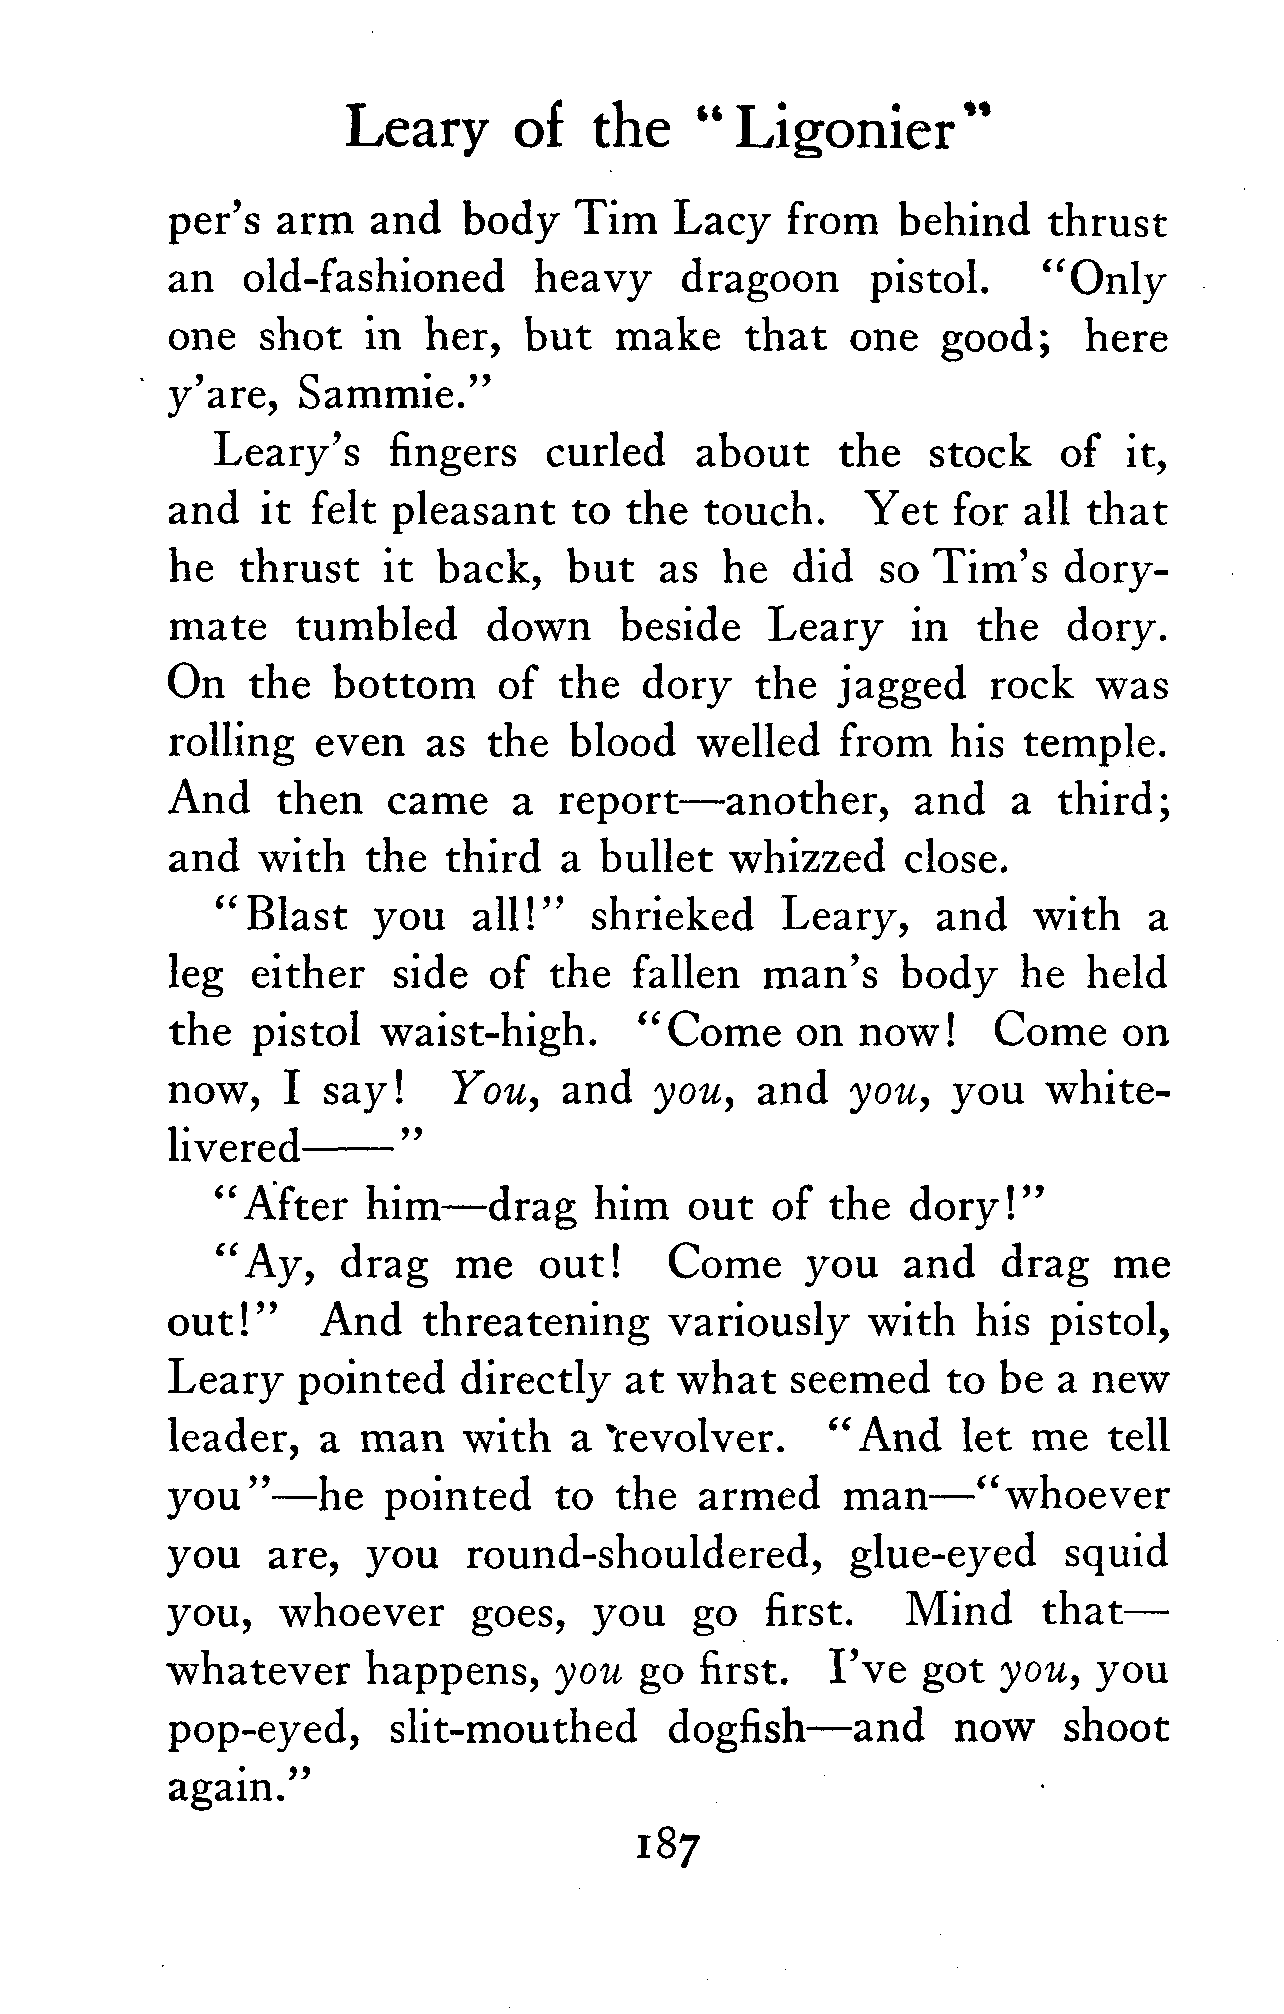 Leary of the "Ligonier"
per's arm and body Tim Lacy from behind thrust
an old-fashioned heavy dragoon pistol. "Only
one shot in her, but make that one good; here
y'are, Sammie."
Leary's fingers curled about the stock of it,
and it felt pleasant to the touch. Yet for all that
he thrust it back, but as he did so Tim's dory-
mate tumbled down beside Leary in the dory.
On the bottom of the dory the jagged rock was
rolling even as the blood welled from his temple.
And then came a report—another, and a third;
and with the third a bullet whizzed close.
"Blast you all!" shrieked Leary, and with a
leg either side of the fallen man's body he held
the pistol waist-high. "Come on now! Come on
now, I say! You, and you, and you, you white-
livered——"
"After him—drag him out of the dory!"
"Ay, drag me out! Come you and drag me
out!" And threatening variously with his pistol,
Leary pointed directly at what seemed to be a new
leader, a man with a revolver. "And let me tell
you"—he pointed to the armed man—"whoever
you are, you round-shouldered, glue-eyed squid
you, whoever goes, you go first. Mind that—
whatever happens, you go first. I've got you, you
pop-eyed, slit-mouthed dogfish—and now shoot
again."
187